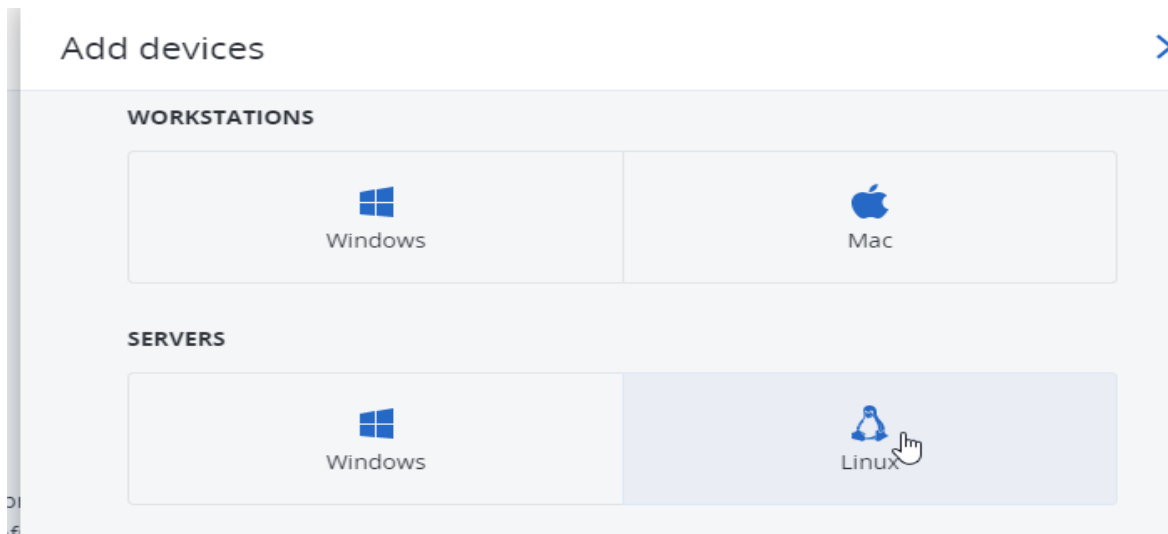 Add devices
WORKSTATIONS
Windows
Mac
SERVERS
Windows
Linux